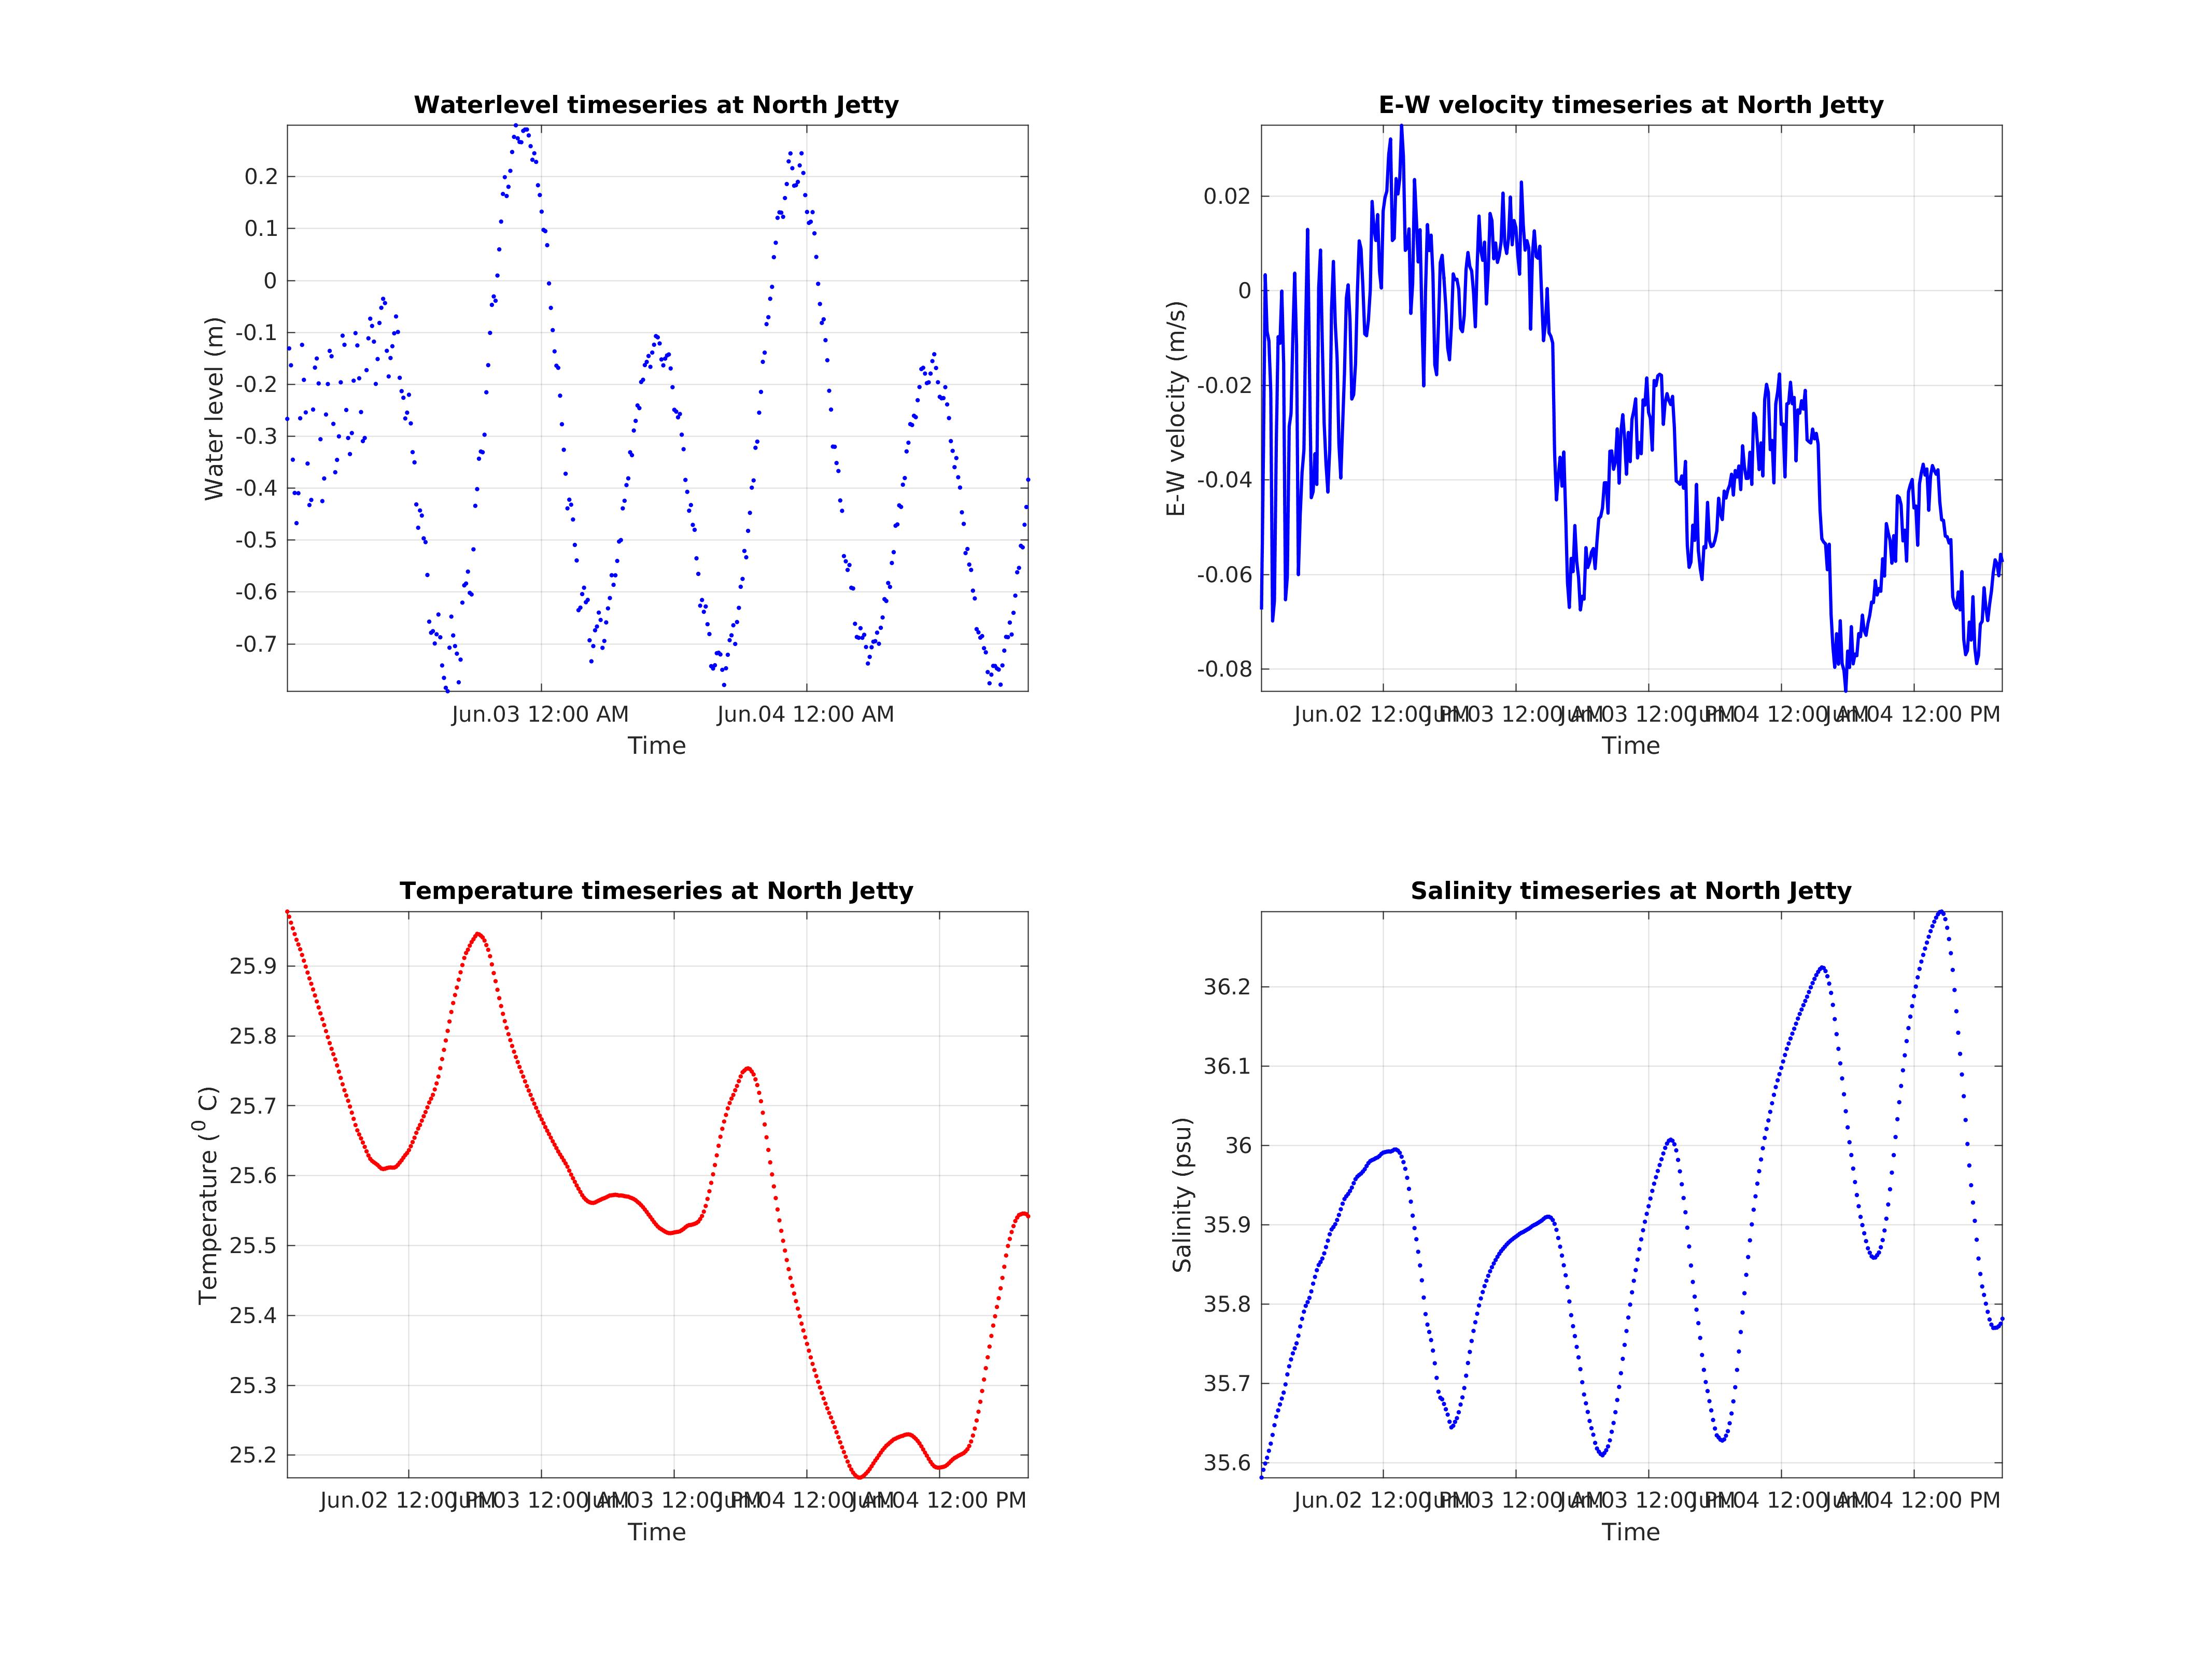 Waterlevel timeseries at North Jetty
Water level (m)
0.2
0.1
0
-0.1
-0.2
-0.3
-0.4
-0.5
-0.6
-0.7
Jun.03 12:00 AM Jun.04 12:00 AM
Time
E-W velocity timeseries at North Jetty
E-W velocity (m/s)
0.02
0
-0.02
-0.04
-0.06
-0.08
Jun.02 12:00 PM Jun.03 12:00 AM Jun.03 12:00 PM Jun.04 12:00 AM Jun.04 12:00 PM
Time
Temperature timeseries at North Jetty
Temperature (⁰ C)
25.9
25.8
25.7
25.6
25.5
25.4
25.3
25.2
Jun.02 12:00 PM Jun.03 12:00 AM Jun.03 12:00 PM Jun.04 12:00 AM Jun.04 12:00 PM
Time
Salinity timeseries at North Jetty
Salinity (psu)
36.2
36.1
36
35.9
35.8
35.7
35.6
Jun.02 12:00 PM Jun.03 12:00 AM Jun.03 12:00 PM Jun.04 12:00 AM Jun.04 12:00 PM
Time